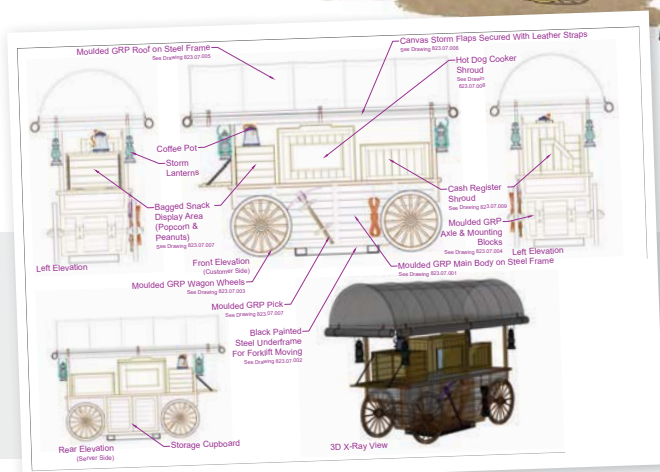 Moulded GRP Roof on Steel Frame
See Drawing 823.07.005
Canvas Storm Flaps Secured With Leather Straps
See Drawing 823.07.006
Hot Dog Cooker
Shroud
See Drawn
823.07.008
Coffee Pot
Storm
Lanterns
Bagged Snack
Display Area
(Popcorn &
Peanuts)
See Drawing 823.07.007
Cash Register
Shroud
See Drawing 823.07.009
Moulded GRP
Axle & Mounting
Blocks
See Drawing 823.07.004
Left Elevation
Front Elevation
(Customer Side)
Left Elevation
Moulded GRP Main Body on Steel Frame
See Drawing 823.07.001
Moulded GRP Wagon Wheels
See Drawing 823.07.003
Moulded GRP Pick
See Drawing 823.07.007
Black Painted
Steel Underframe
For Forklift Moving
See Drawing 823.07.002
Rear Elevation
(Server Side)
Storage Cupboard
3D X-Ray View